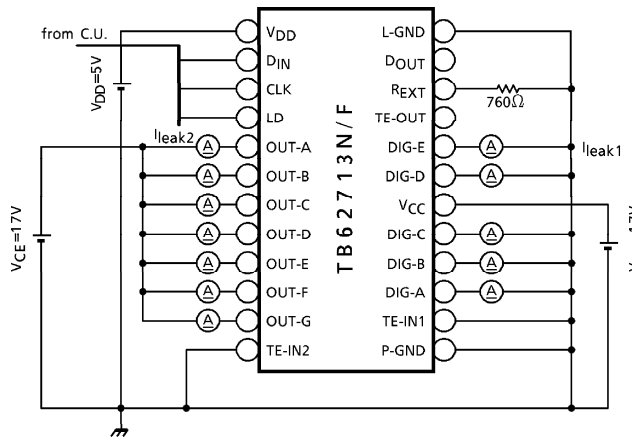 from C.U.
VDD=5V
VDD
DIN
CLK
LD
Ileak2
OUT-A
OUT-B
OUT-C
OUT-D
OUT-E
OUT-F
OUT-G
TE-IN2
A
A
A
A
A
A
A
VCE=17V
TB62713N/F
L-GND
DOUT
REXT
TE-OUT
DIG-E
DIG-D
VCC
DIG-C
DIG-B
DIG-A
TE-IN1
P-GND
760Ω
A
A
A
A
A
Ileak1